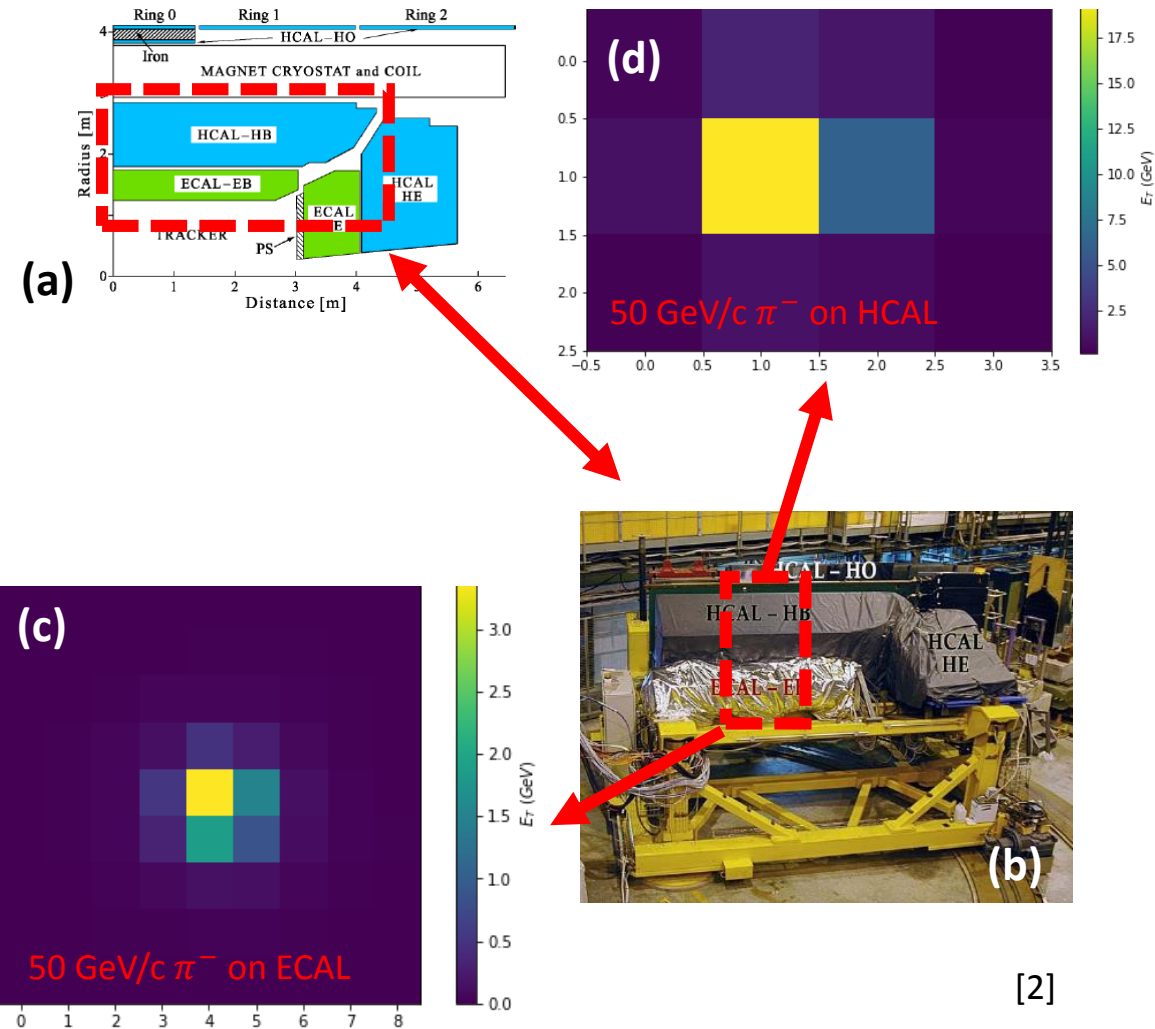 Ring 0 Ring 1 Ring 2
4
HCAL-HO
Iron
MAGNET CRYOSTAT and COIL
Radius [m]
HCAL-HB
2
ECAL-EB
HCAL
HE
ECAL
E
TRACKER
PS
0
0 1 2 3 4 5 6
Distance [m]
(a)
(d)
0.0
0.5
1.0
1.5
2.0
2.5
−0.5 0.0 0.5 1.0 1.5 2.0 2.5 3.0 3.5
50 GeV/c π⁻ on HCAL
17.5
15.0
12.5
10.0
7.5
5.0
2.5
E_T (GeV)
HCAL – HO
HCAL – HB
HCAL
HE
ECAL – EB
(b)
(c)
50 GeV/c π⁻ on ECAL
0 1 2 3 4 5 6 7 8
3.0
2.5
2.0
1.5
1.0
0.5
0.0
E_T (GeV)
[2]